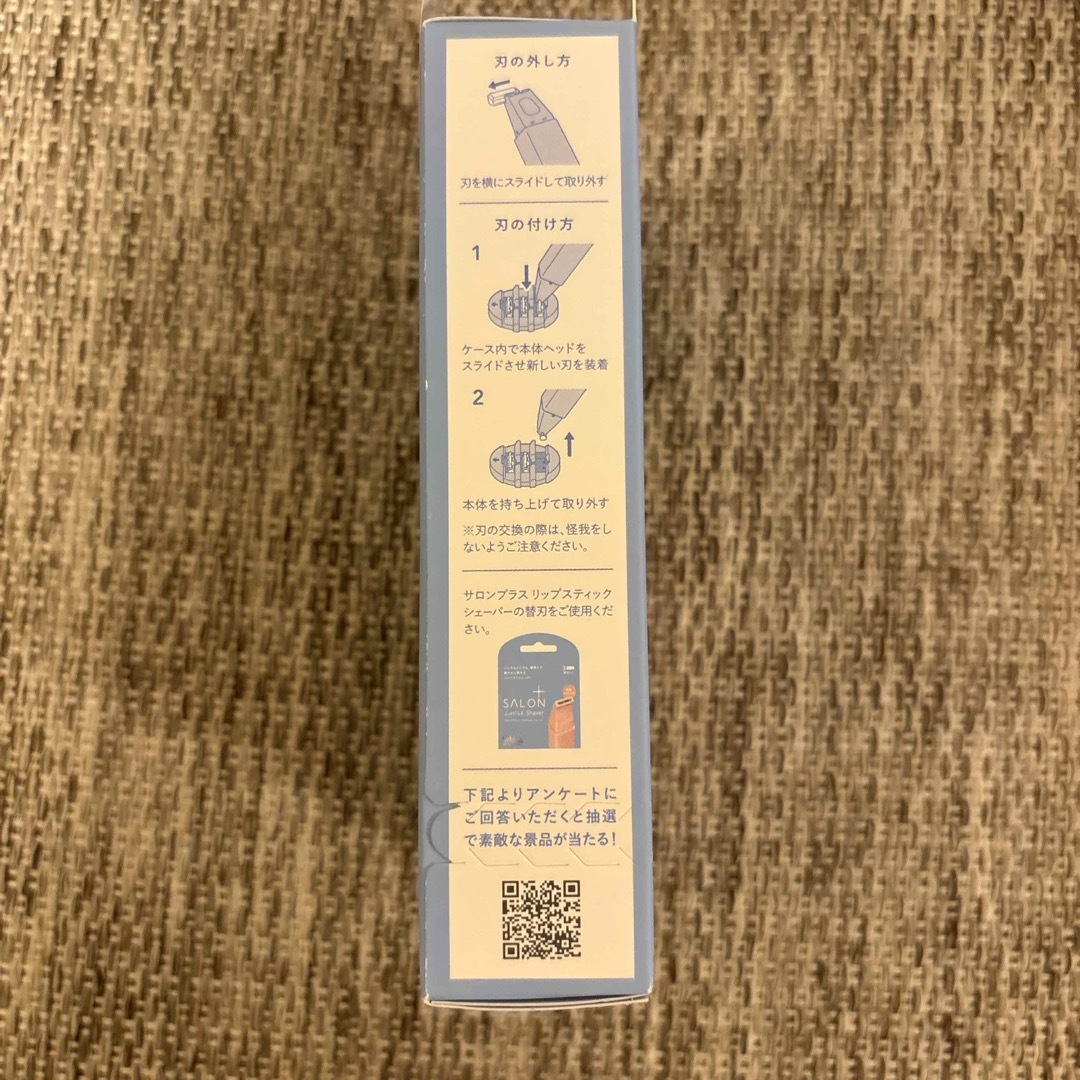 刃の外し方
刃を横にスライドして取り外す
刃の付け方
1
ケース内で本体ヘッドを
スライドさせ新しい刃を装着
2
本体を持ち上げて取り外す
※刃の交換の際は、怪我をし
ないようご注意ください。
サロンプラス リップスティック
シェーバーの替刃をご使用くだ
さい。
SALON
Lipstick Shaver
下記よりアンケートに
ご回答いただくと抽選
で素敵な景品が当たる!